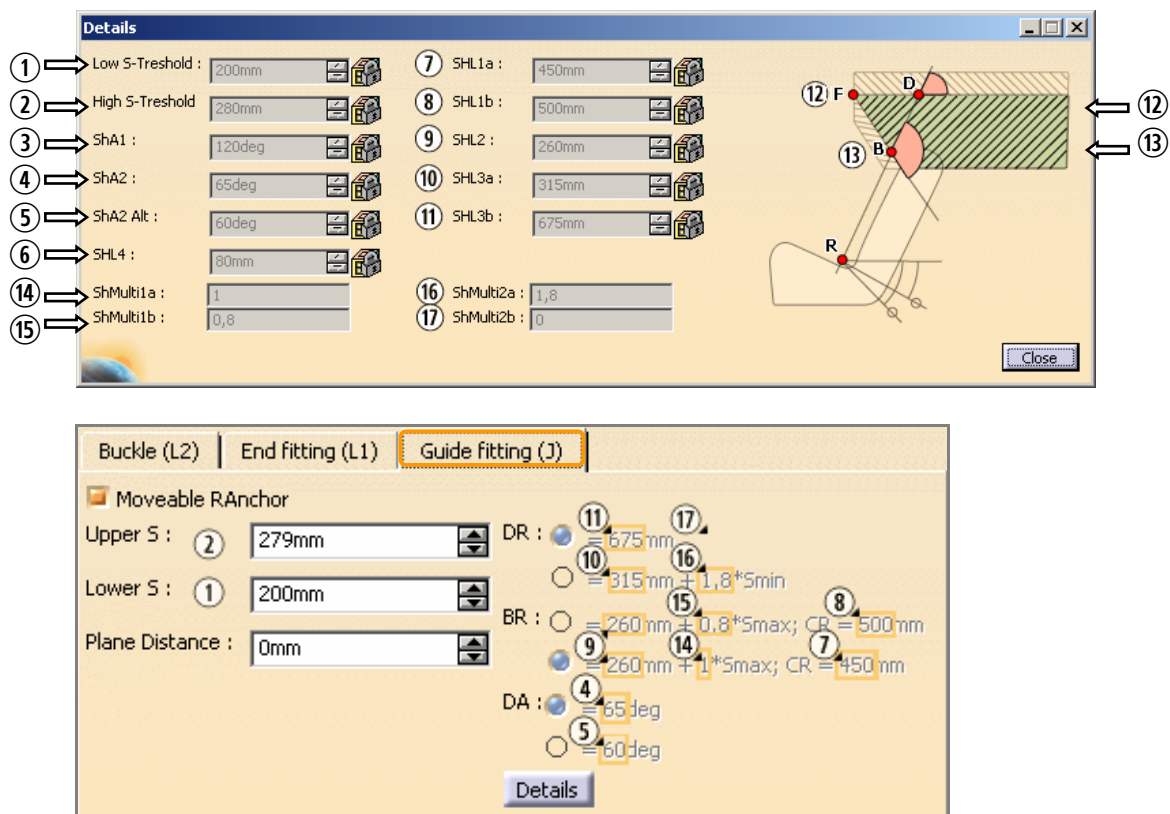 Details
① Low S-Treshold : 200mm ⑦ SHL1a : 450mm
② High S-Treshold 280mm ⑧ SHL1b : 500mm
③ ShA1 : 120deg ⑨ SHL2 : 260mm
④ ShA2 : 65deg ⑩ SHL3a : 315mm
⑤ ShA2 Alt : 60deg ⑪ SHL3b : 675mm
⑥ SHL4 : 80mm
⑭ ShMulti1a : 1 ⑯ ShMulti2a : 1,8
⑮ ShMulti1b : 0,8 ⑰ ShMulti2b : 0
⑫ F D ⑫
⑬ B ⑬
R
Close
Buckle (L2) End fitting (L1) Guide fitting (J)
Moveable RAnchor
Upper S : ② 279mm
Lower S : ① 200mm
Plane Distance : 0mm
⑪ ⑰
DR : = 675mm
⑩ ⑯
= 315mm + 1,8*Smin
⑮ ⑧
BR : = 260mm + 0,8*Smax; CR = 500mm
⑨ ⑭ ⑦
= 260mm + 1*Smax; CR = 450mm
④
DA : = 65deg
⑤
= 60deg
Details